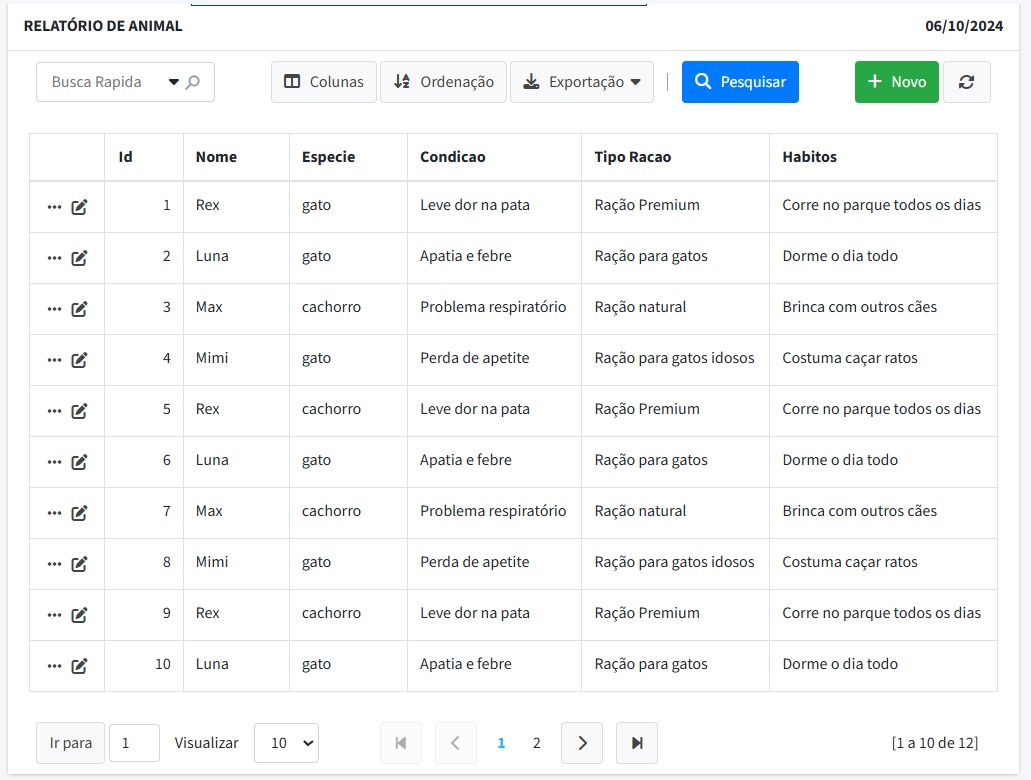 RELATÓRIO DE ANIMAL 06/10/2024
Busca Rapida Colunas Ordenação Exportação Pesquisar Novo
Id Nome Especie Condicao Tipo Racao Habitos
1 Rex gato Leve dor na pata Ração Premium Corre no parque todos os dias
2 Luna gato Apatia e febre Ração para gatos Dorme o dia todo
3 Max cachorro Problema respiratório Ração natural Brinca com outros cães
4 Mimi gato Perda de apetite Ração para gatos idosos Costuma caçar ratos
5 Rex cachorro Leve dor na pata Ração Premium Corre no parque todos os dias
6 Luna gato Apatia e febre Ração para gatos Dorme o dia todo
7 Max cachorro Problema respiratório Ração natural Brinca com outros cães
8 Mimi gato Perda de apetite Ração para gatos idosos Costuma caçar ratos
9 Rex cachorro Leve dor na pata Ração Premium Corre no parque todos os dias
10 Luna gato Apatia e febre Ração para gatos Dorme o dia todo
Ir para 1 Visualizar 10 1 2 [1 a 10 de 12]